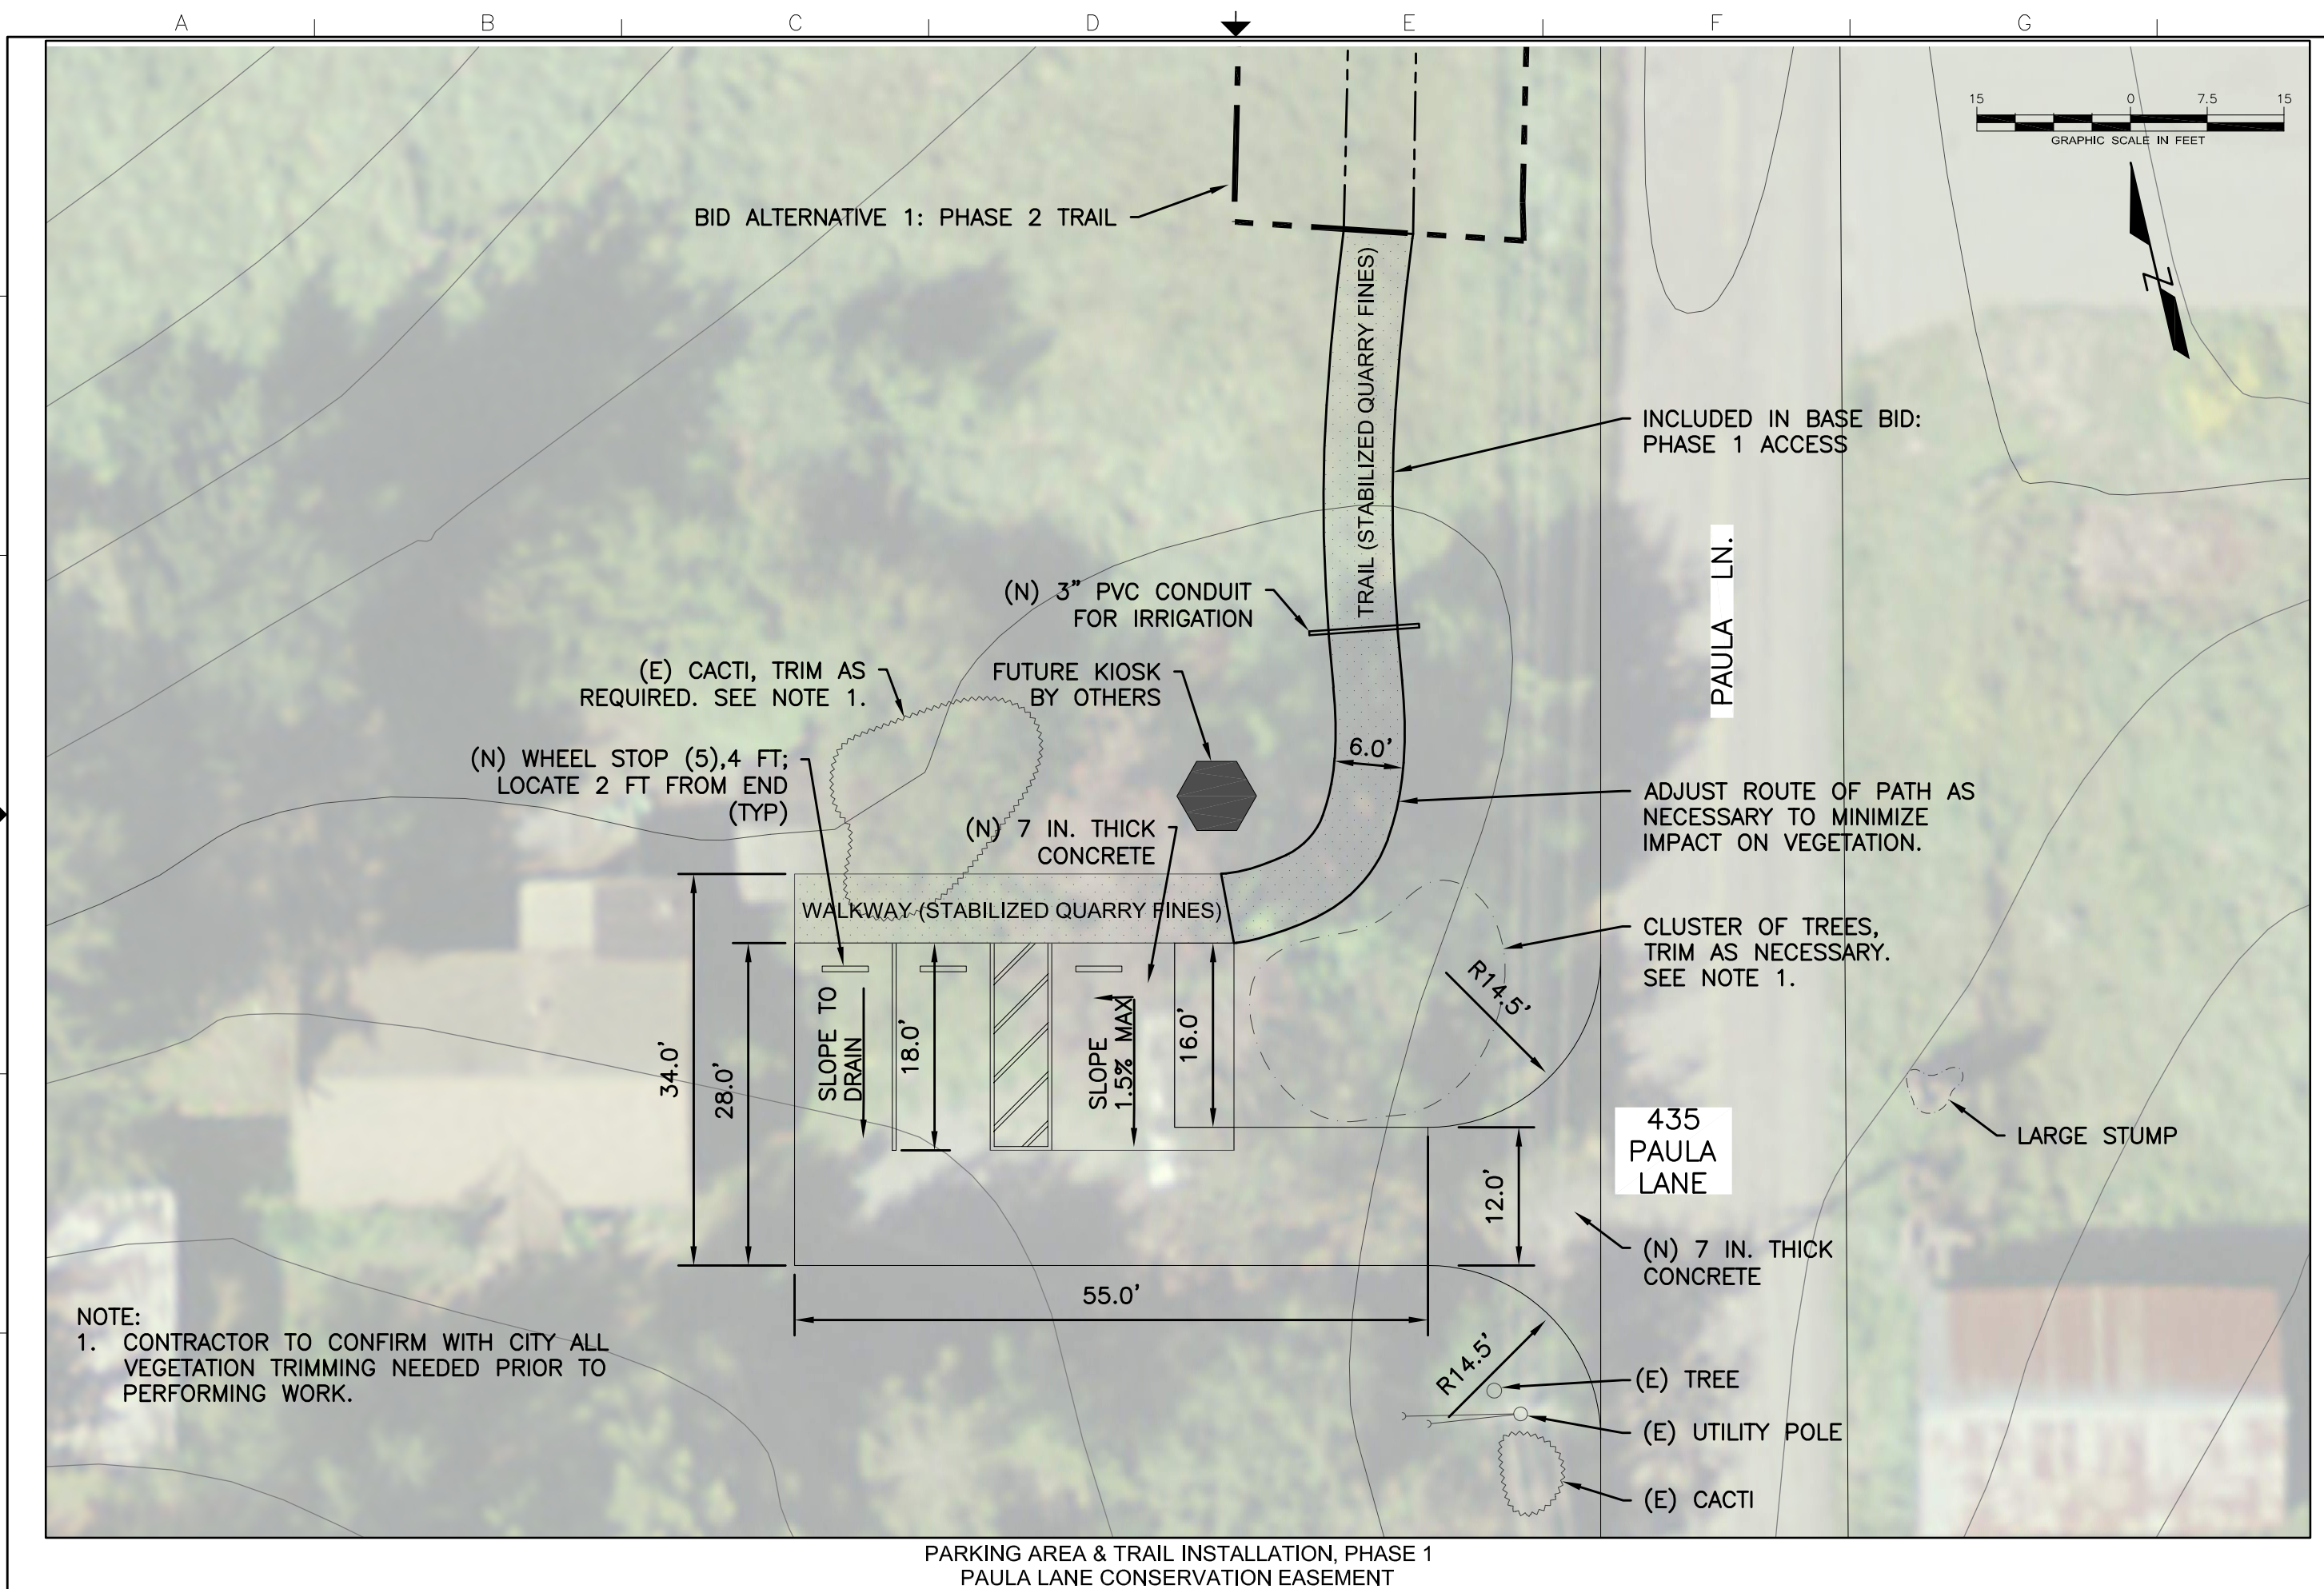 A B C D E F G
15 0 7.5 15
GRAPHIC SCALE IN FEET
Z
BID ALTERNATIVE 1: PHASE 2 TRAIL
TRAIL (STABILIZED QUARRY FINES)
INCLUDED IN BASE BID:
PHASE 1 ACCESS
PAULA LN.
(N) 3" PVC CONDUIT
FOR IRRIGATION
(E) CACTI, TRIM AS
REQUIRED. SEE NOTE 1.
FUTURE KIOSK
BY OTHERS
6.0'
(N) WHEEL STOP (5),4 FT;
LOCATE 2 FT FROM END
(TYP)
(N) 7 IN. THICK
CONCRETE
ADJUST ROUTE OF PATH AS
NECESSARY TO MINIMIZE
IMPACT ON VEGETATION.
WALKWAY (STABILIZED QUARRY FINES)
CLUSTER OF TREES,
TRIM AS NECESSARY.
SEE NOTE 1.
R14.5'
34.0'
28.0'
SLOPE TO
DRAIN
18.0'
SLOPE
1.5% MAX
16.0'
12.0'
435
PAULA
LANE
LARGE STUMP
(N) 7 IN. THICK
CONCRETE
55.0'
R14.5'
(E) TREE
(E) UTILITY POLE
(E) CACTI
NOTE:
1. CONTRACTOR TO CONFIRM WITH CITY ALL
VEGETATION TRIMMING NEEDED PRIOR TO
PERFORMING WORK.
PARKING AREA & TRAIL INSTALLATION, PHASE 1
PAULA LANE CONSERVATION EASEMENT